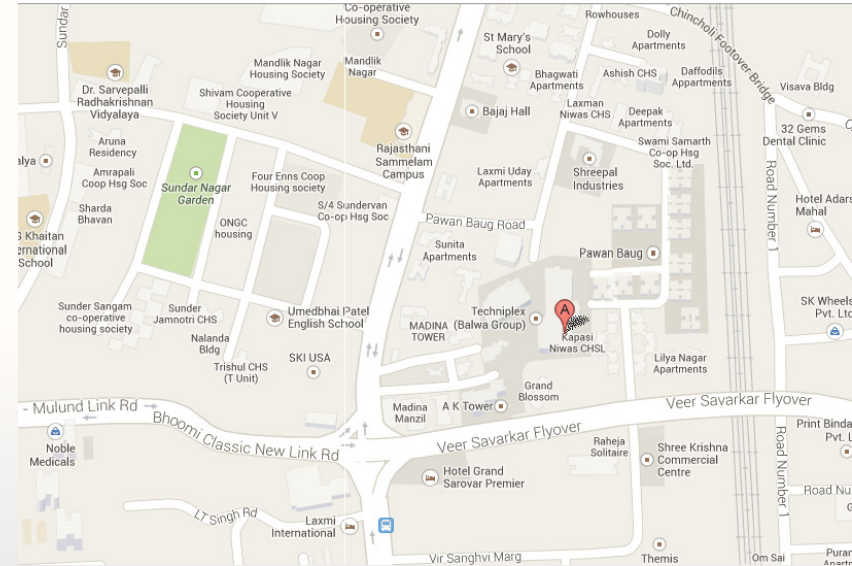 Co-operative
Housing Society
Sundar
St Mary's
School
Rowhouses
Chincholi Footover Bridge
Dolly
Apartments
Mandlik Nagar
Housing Society
Mandlik
Nagar
Bhagwati
Apartments
Ashish CHS
Daffodils
Appartments
Visava Bldg
Dr. Sarvepalli
Radhakrishnan
Vidyalaya
Shivam Cooperative
Housing
Society Unit V
Bajaj Hall
Laxman
Niwas CHS
Deepak
Apartments
32 Gems
Dental Clinic
Aruna
Residency
Rajasthani
Sammelam
Campus
Swami Samarth
Co-op Hsg
Soc. Ltd.
alya
Amrapali
Coop Hsg Soc
Sundar Nagar
Garden
Four Enns Coop
Housing society
Laxmi Uday
Apartments
Shreepal
Industries
Road Number 1
Sharda
Bhavan
S/4 Sundervan
Co-op Hsg Soc
Hotel Adars
Mahal
G Khaitan
ernational
School
ONGC
housing
Pawan Baug Road
Sunita
Apartments
Pawan Baug
Sunder Sangam
co-operative
housing society
Sunder
Jamnotri CHS
Umedbhai Patel
English School
Techniplex
(Balwa Group)
A
SK Wheels
Pvt. Ltd
MADINA
TOWER
Kapasi
Niwas CHSL
Nalanda
Bldg
Trishul CHS
(T Unit)
SKI USA
Lilya Nagar
Apartments
Grand
Blossom
- Mulund Link Rd
Bhoomi Classic New Link Rd
Madina
Manzil
A K Tower
Veer Savarkar Flyover
Veer Savarkar Flyover
Print Binda
Pvt. L
Noble
Medicals
Raheja
Solitaire
Shree Krishna
Commercial
Centre
Road Number 1
Hotel Grand
Sarovar Premier
Road Nu
LT Singh Rd
Laxmi
International
Vir Sanghvi Marg
Themis
Om Sai
Puran